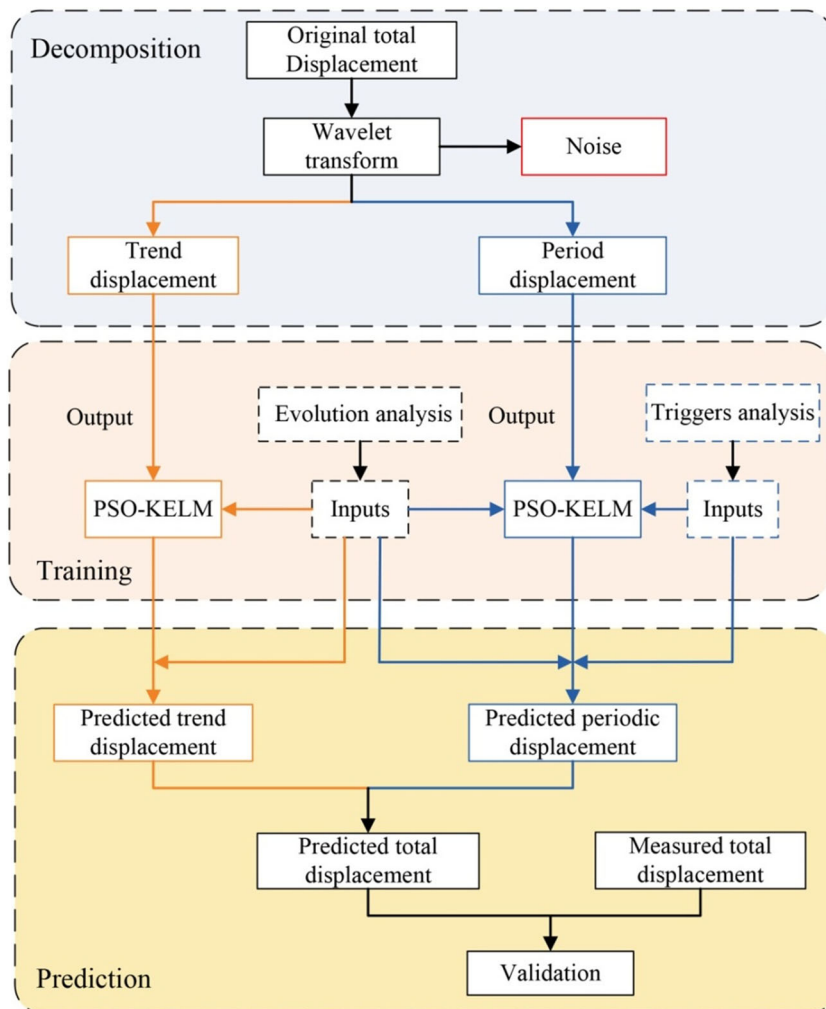 Decomposition
Original total
Displacement
Wavelet
transform
Noise
Trend
displacement
Period
displacement
Output
Evolution analysis
Output
Triggers analysis
PSO-KELM
Inputs
PSO-KELM
Inputs
Training
Predicted trend
displacement
Predicted periodic
displacement
Predicted total
displacement
Measured total
displacement
Validation
Prediction